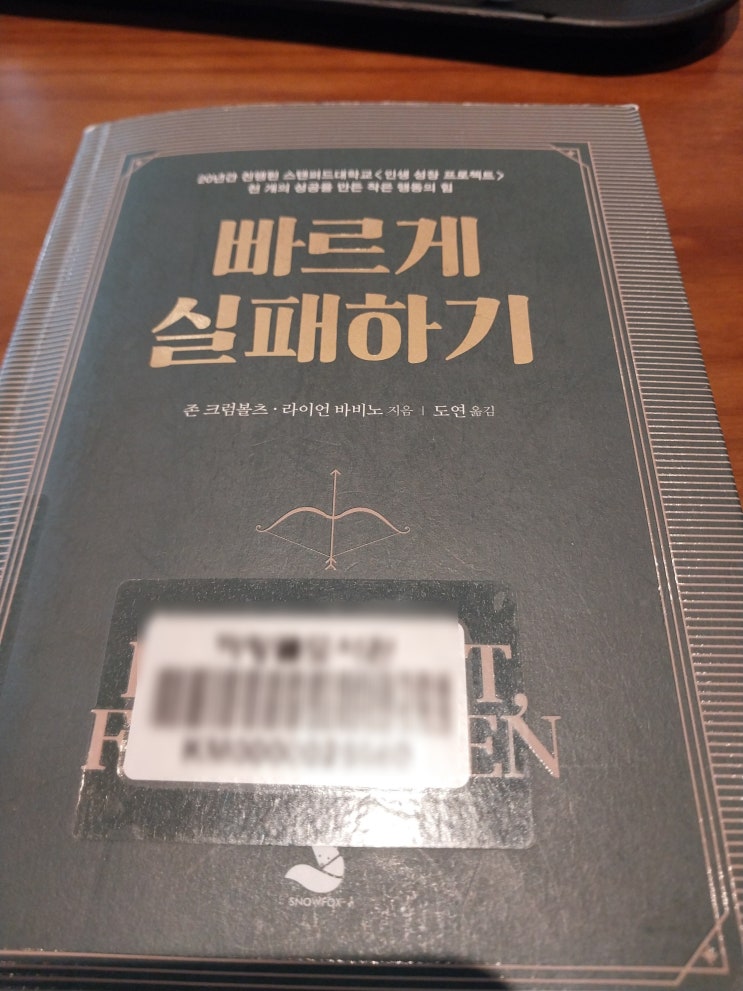 20년간 진행된 스탠퍼드대학교 <인생 성장 프로젝트>
천 개의 성공을 만든 작은 행동의 힘
빠르게
실패하기
존 크럼볼츠 · 라이언 바비노 지음 | 도연 옮김
SNOWFOX